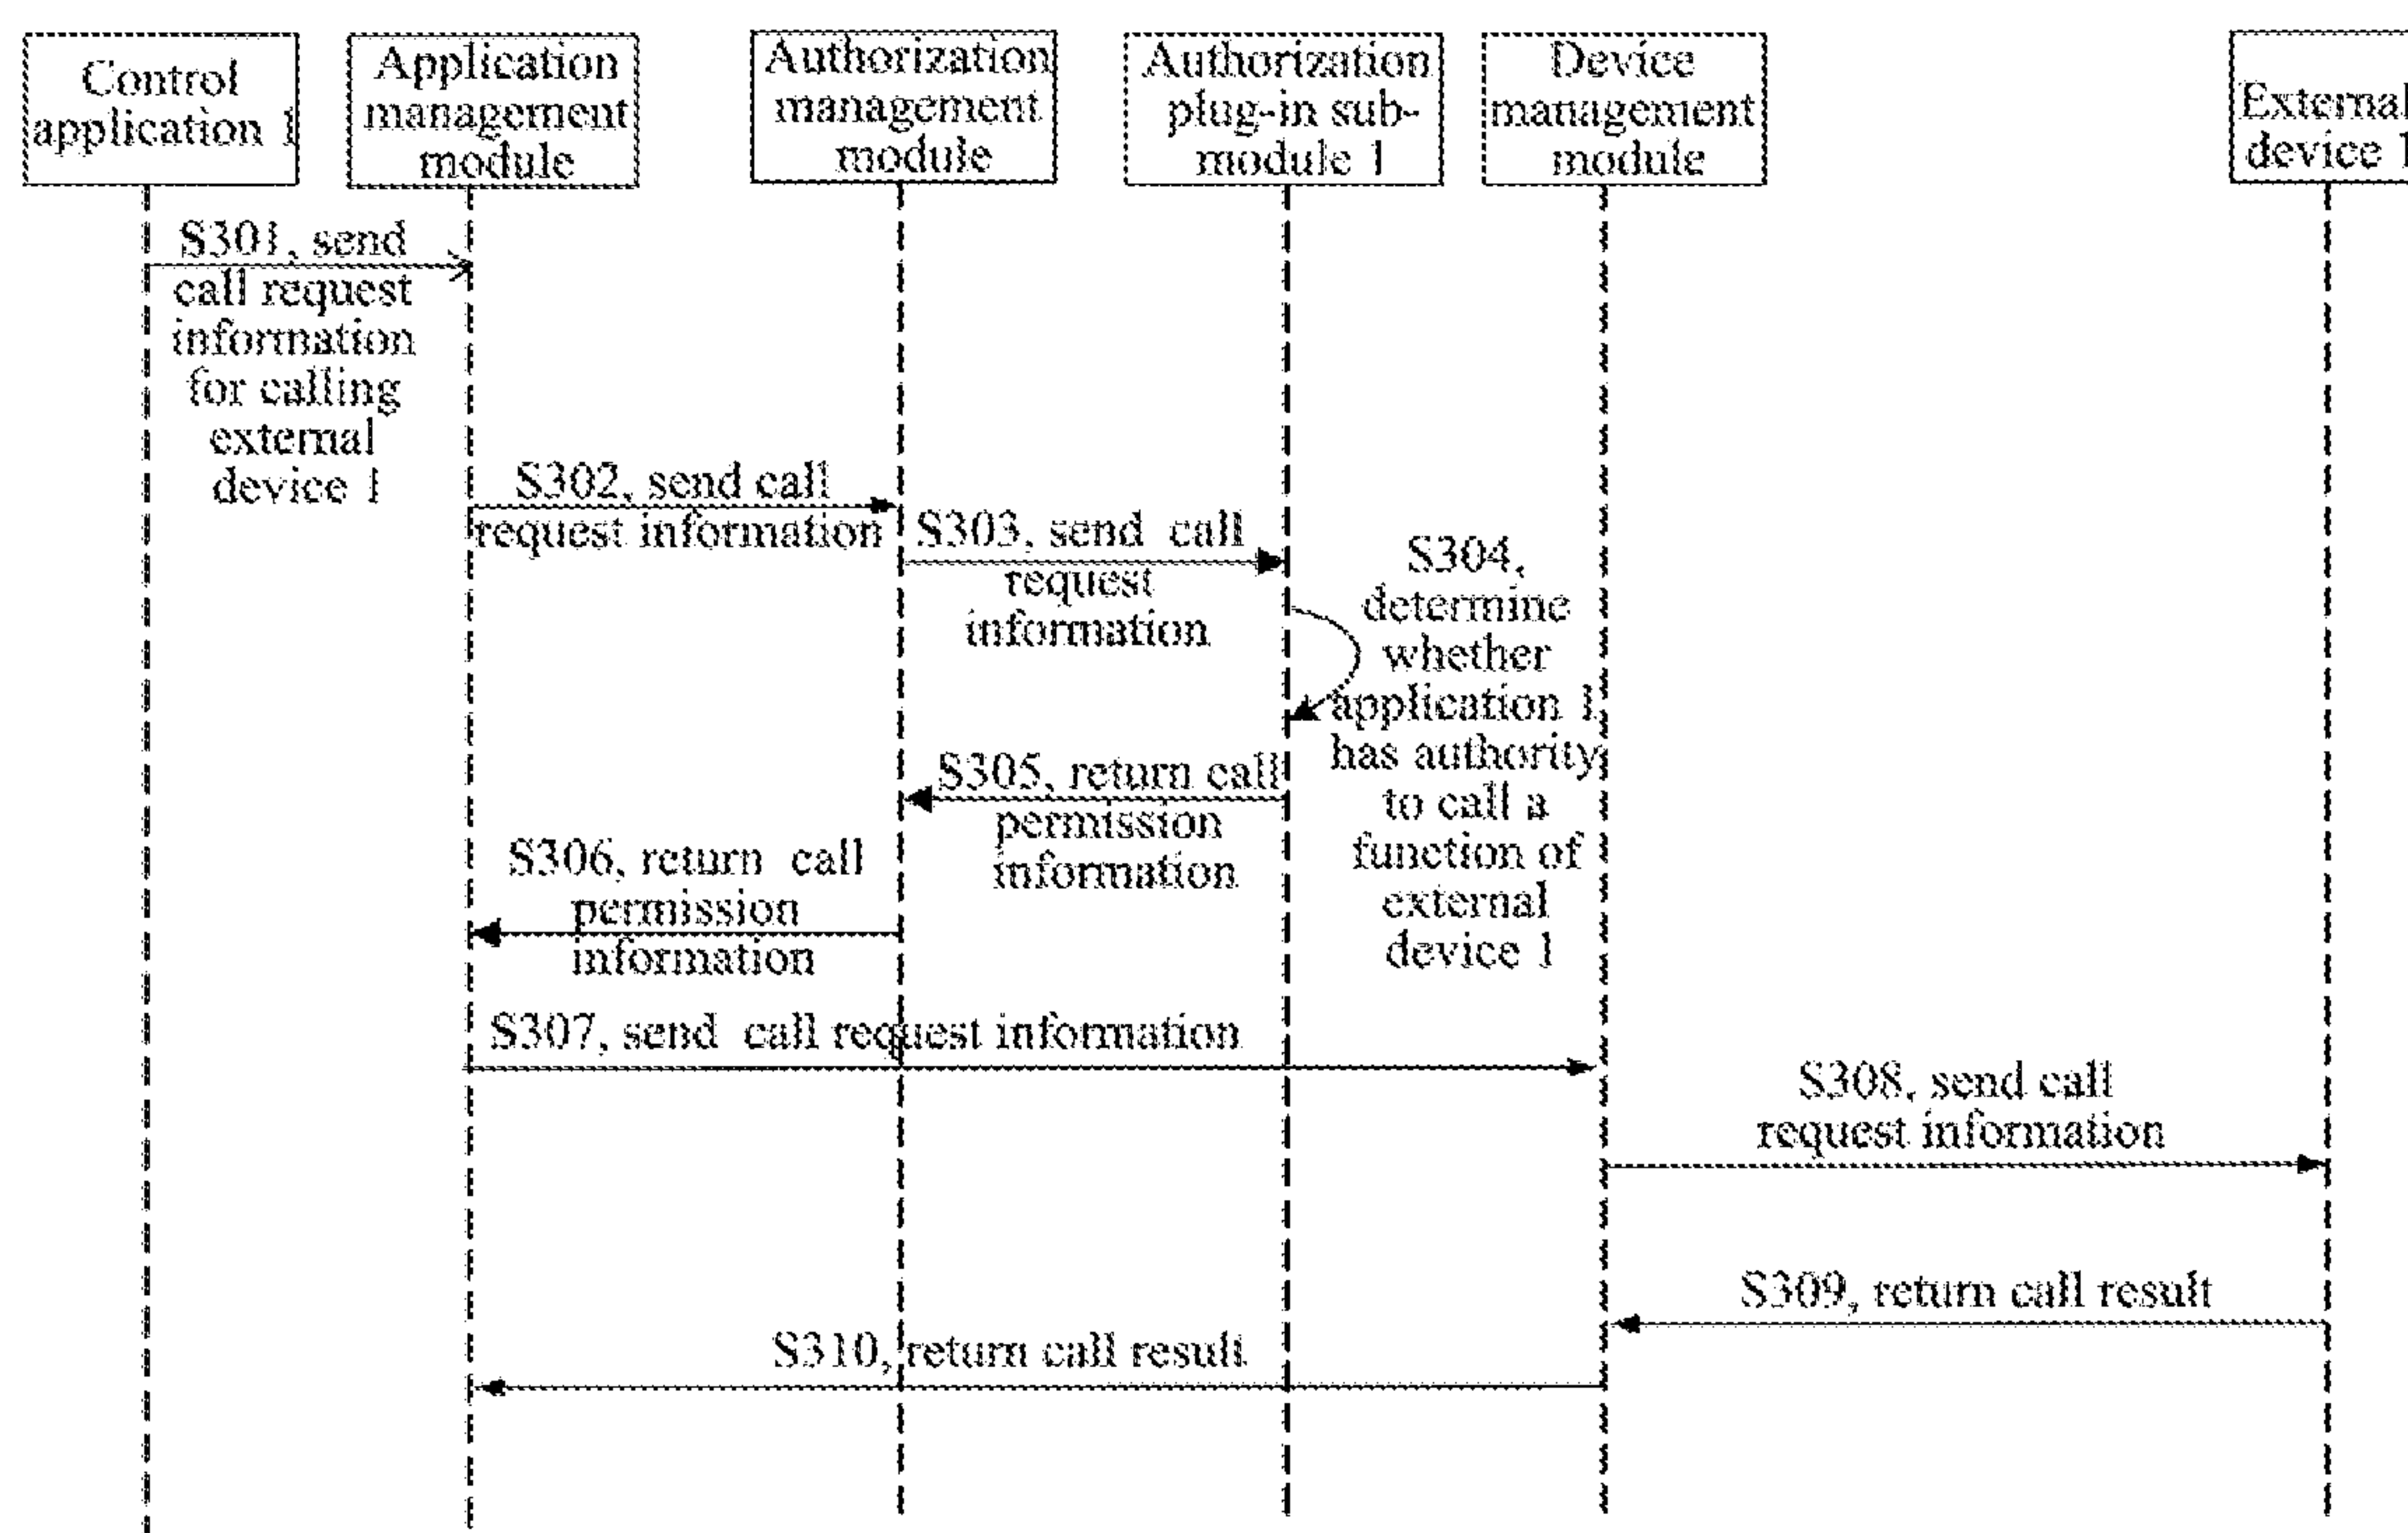 Control
application 1
Application
management
module
Authorization
management
module
Authorization
plug-in sub-
module 1
Device
management
module
External
device 1
S301, send
call request
information
for calling
external
device 1
S302, send call
request information
S303, send call
request
information
S304,
determine
whether
application 1
has authority
to call a
function of
external
device 1
S305, return call
permission
information
S306, return call
permission
information
S307, send call request information
S308, send call
request information
S309, return call result
S310, return call result